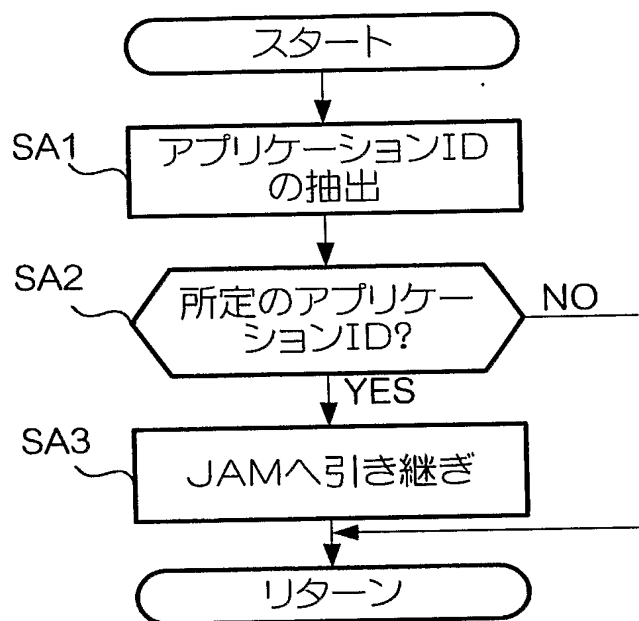 スタート
SA1
アプリケーションID
の抽出
SA2
所定のアプリケー
ションID?
NO
YES
SA3
JAMへ引き継ぎ
リターン